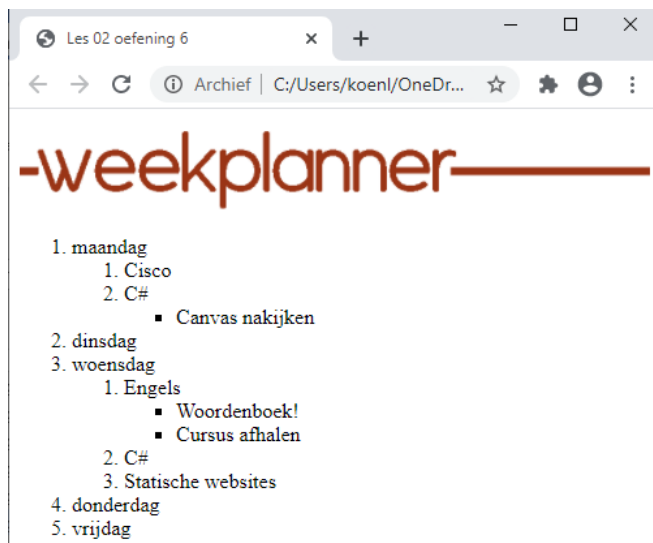 Les 02 oefening 6
Archief | C:/Users/koenl/OneDr...
weekplanner
1. maandag
1. Cisco
2. C#
▪ Canvas nakijken
2. dinsdag
3. woensdag
1. Engels
▪ Woordenboek!
▪ Cursus afhalen
2. C#
3. Statische websites
4. donderdag
5. vrijdag